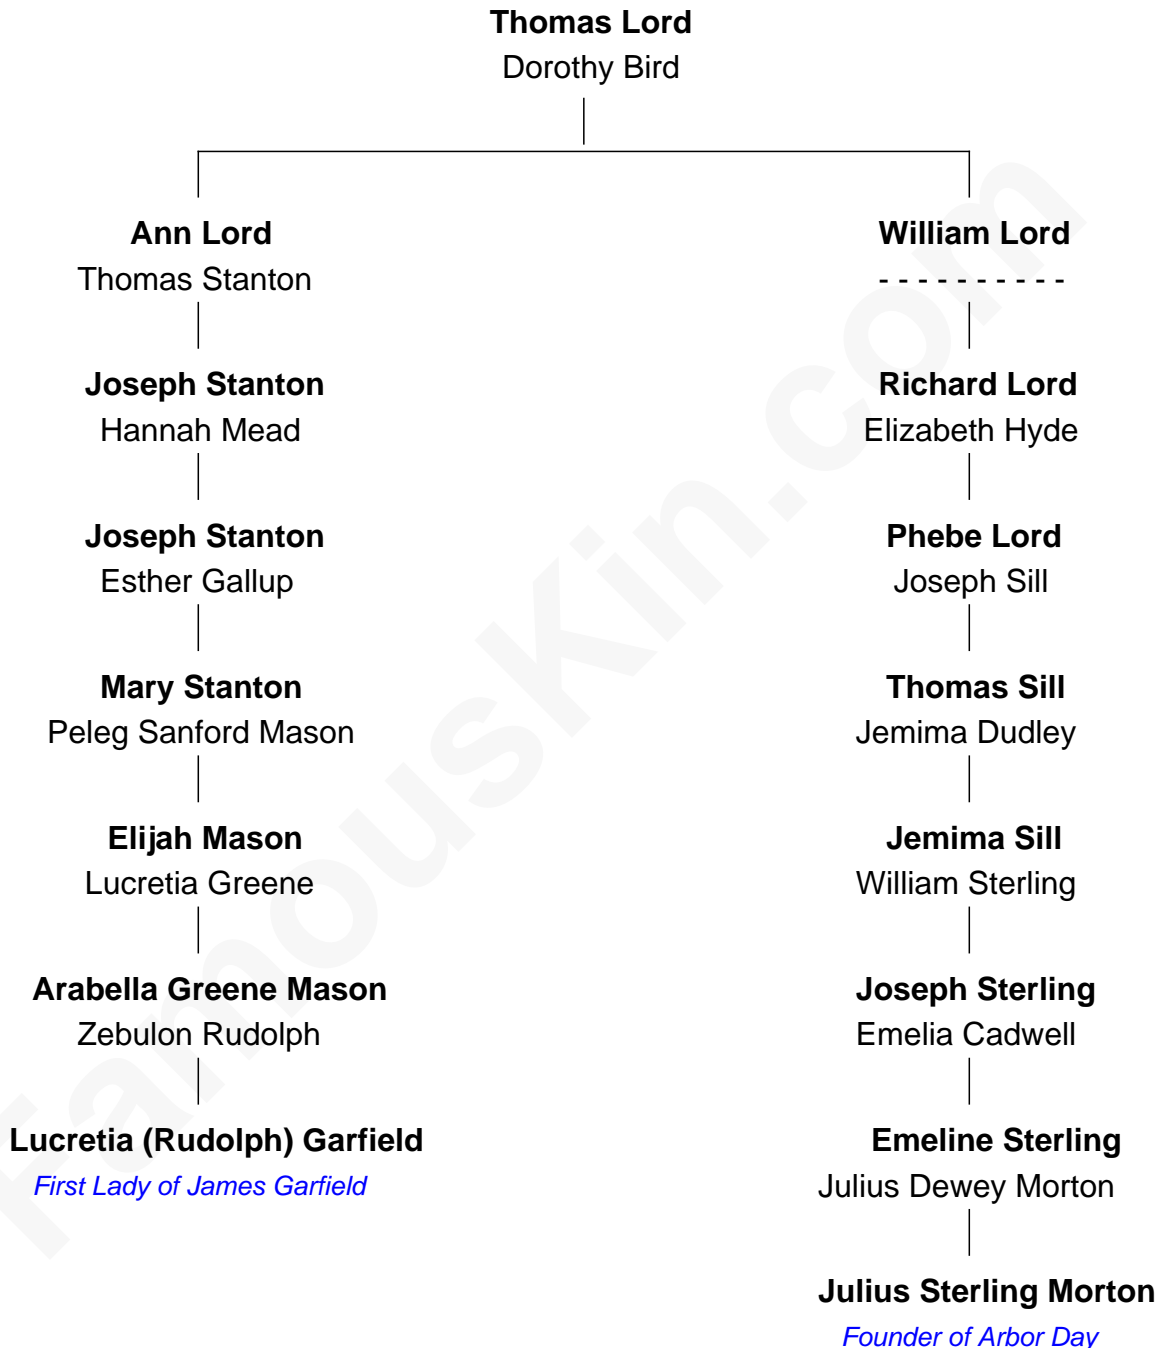 Thomas Lord
Dorothy Bird
Ann Lord
Thomas Stanton
Joseph Stanton
Hannah Mead
Joseph Stanton
Esther Gallup
Mary Stanton
Peleg Sanford Mason
Elijah Mason
Lucretia Greene
Arabella Greene Mason
Zebulon Rudolph
Lucretia (Rudolph) Garfield
First Lady of James Garfield
William Lord
- - - - - - - - - -
Richard Lord
Elizabeth Hyde
Phebe Lord
Joseph Sill
Thomas Sill
Jemima Dudley
Jemima Sill
William Sterling
Joseph Sterling
Emelia Cadwell
Emeline Sterling
Julius Dewey Morton
Julius Sterling Morton
Founder of Arbor Day
FamousKin.com